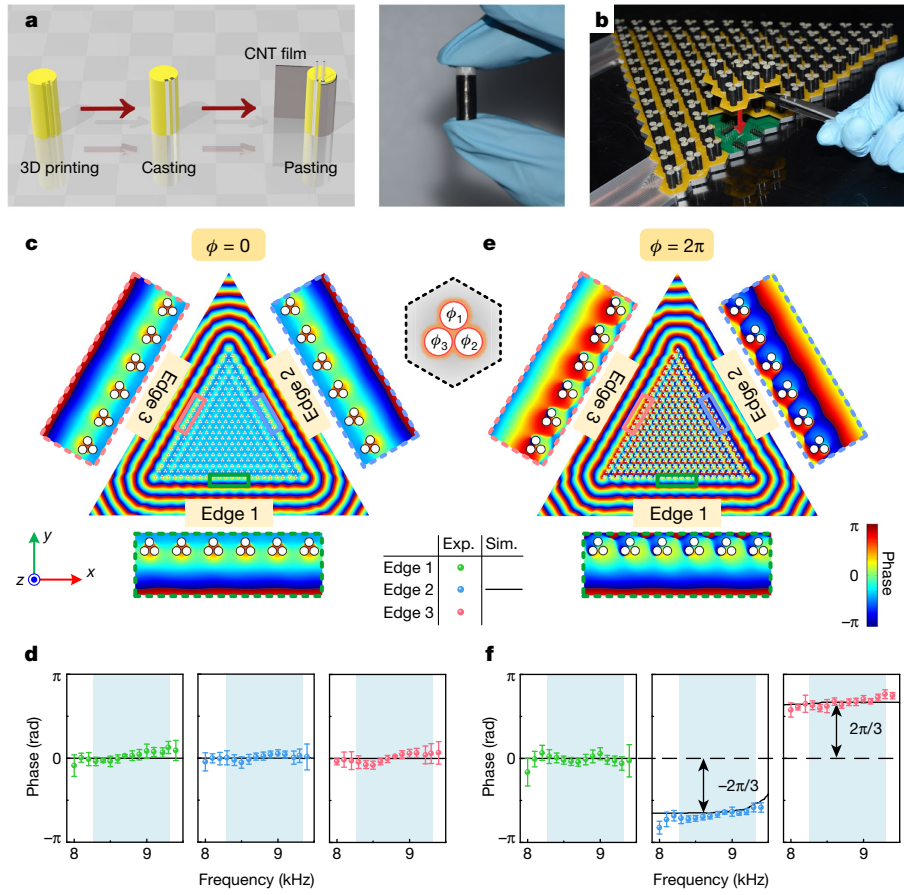 a
CNT film
3D printing
Casting
Pasting
b
c
ϕ = 0
Edge 3
Edge 2
Edge 1
ϕ₁
ϕ₃ ϕ₂
e
ϕ = 2π
Edge 3
Edge 2
Edge 1
y
z
x
Exp. Sim.
Edge 1
Edge 2
Edge 3
π
0
−π
Phase
d
Phase (rad)
π
0
−π
8 9 8 9 8 9
Frequency (kHz)
f
π
0
−π
−2π/3
2π/3
8 9 8 9 8 9
Frequency (kHz)